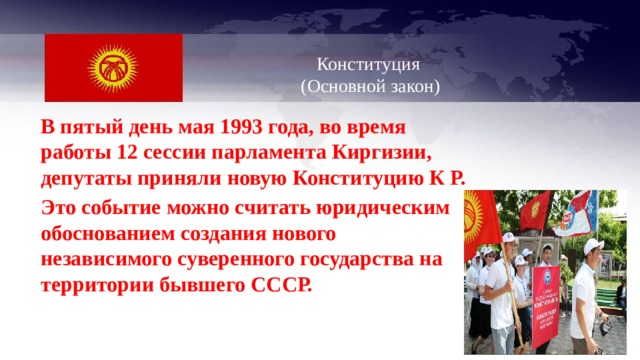 Конституция
(Основной закон)
В пятый день мая 1993 года, во время
работы 12 сессии парламента Киргизии,
депутаты приняли новую Конституцию К Р.
Это событие можно считать юридическим
обоснованием создания нового
независимого суверенного государства на
территории бывшего СССР.